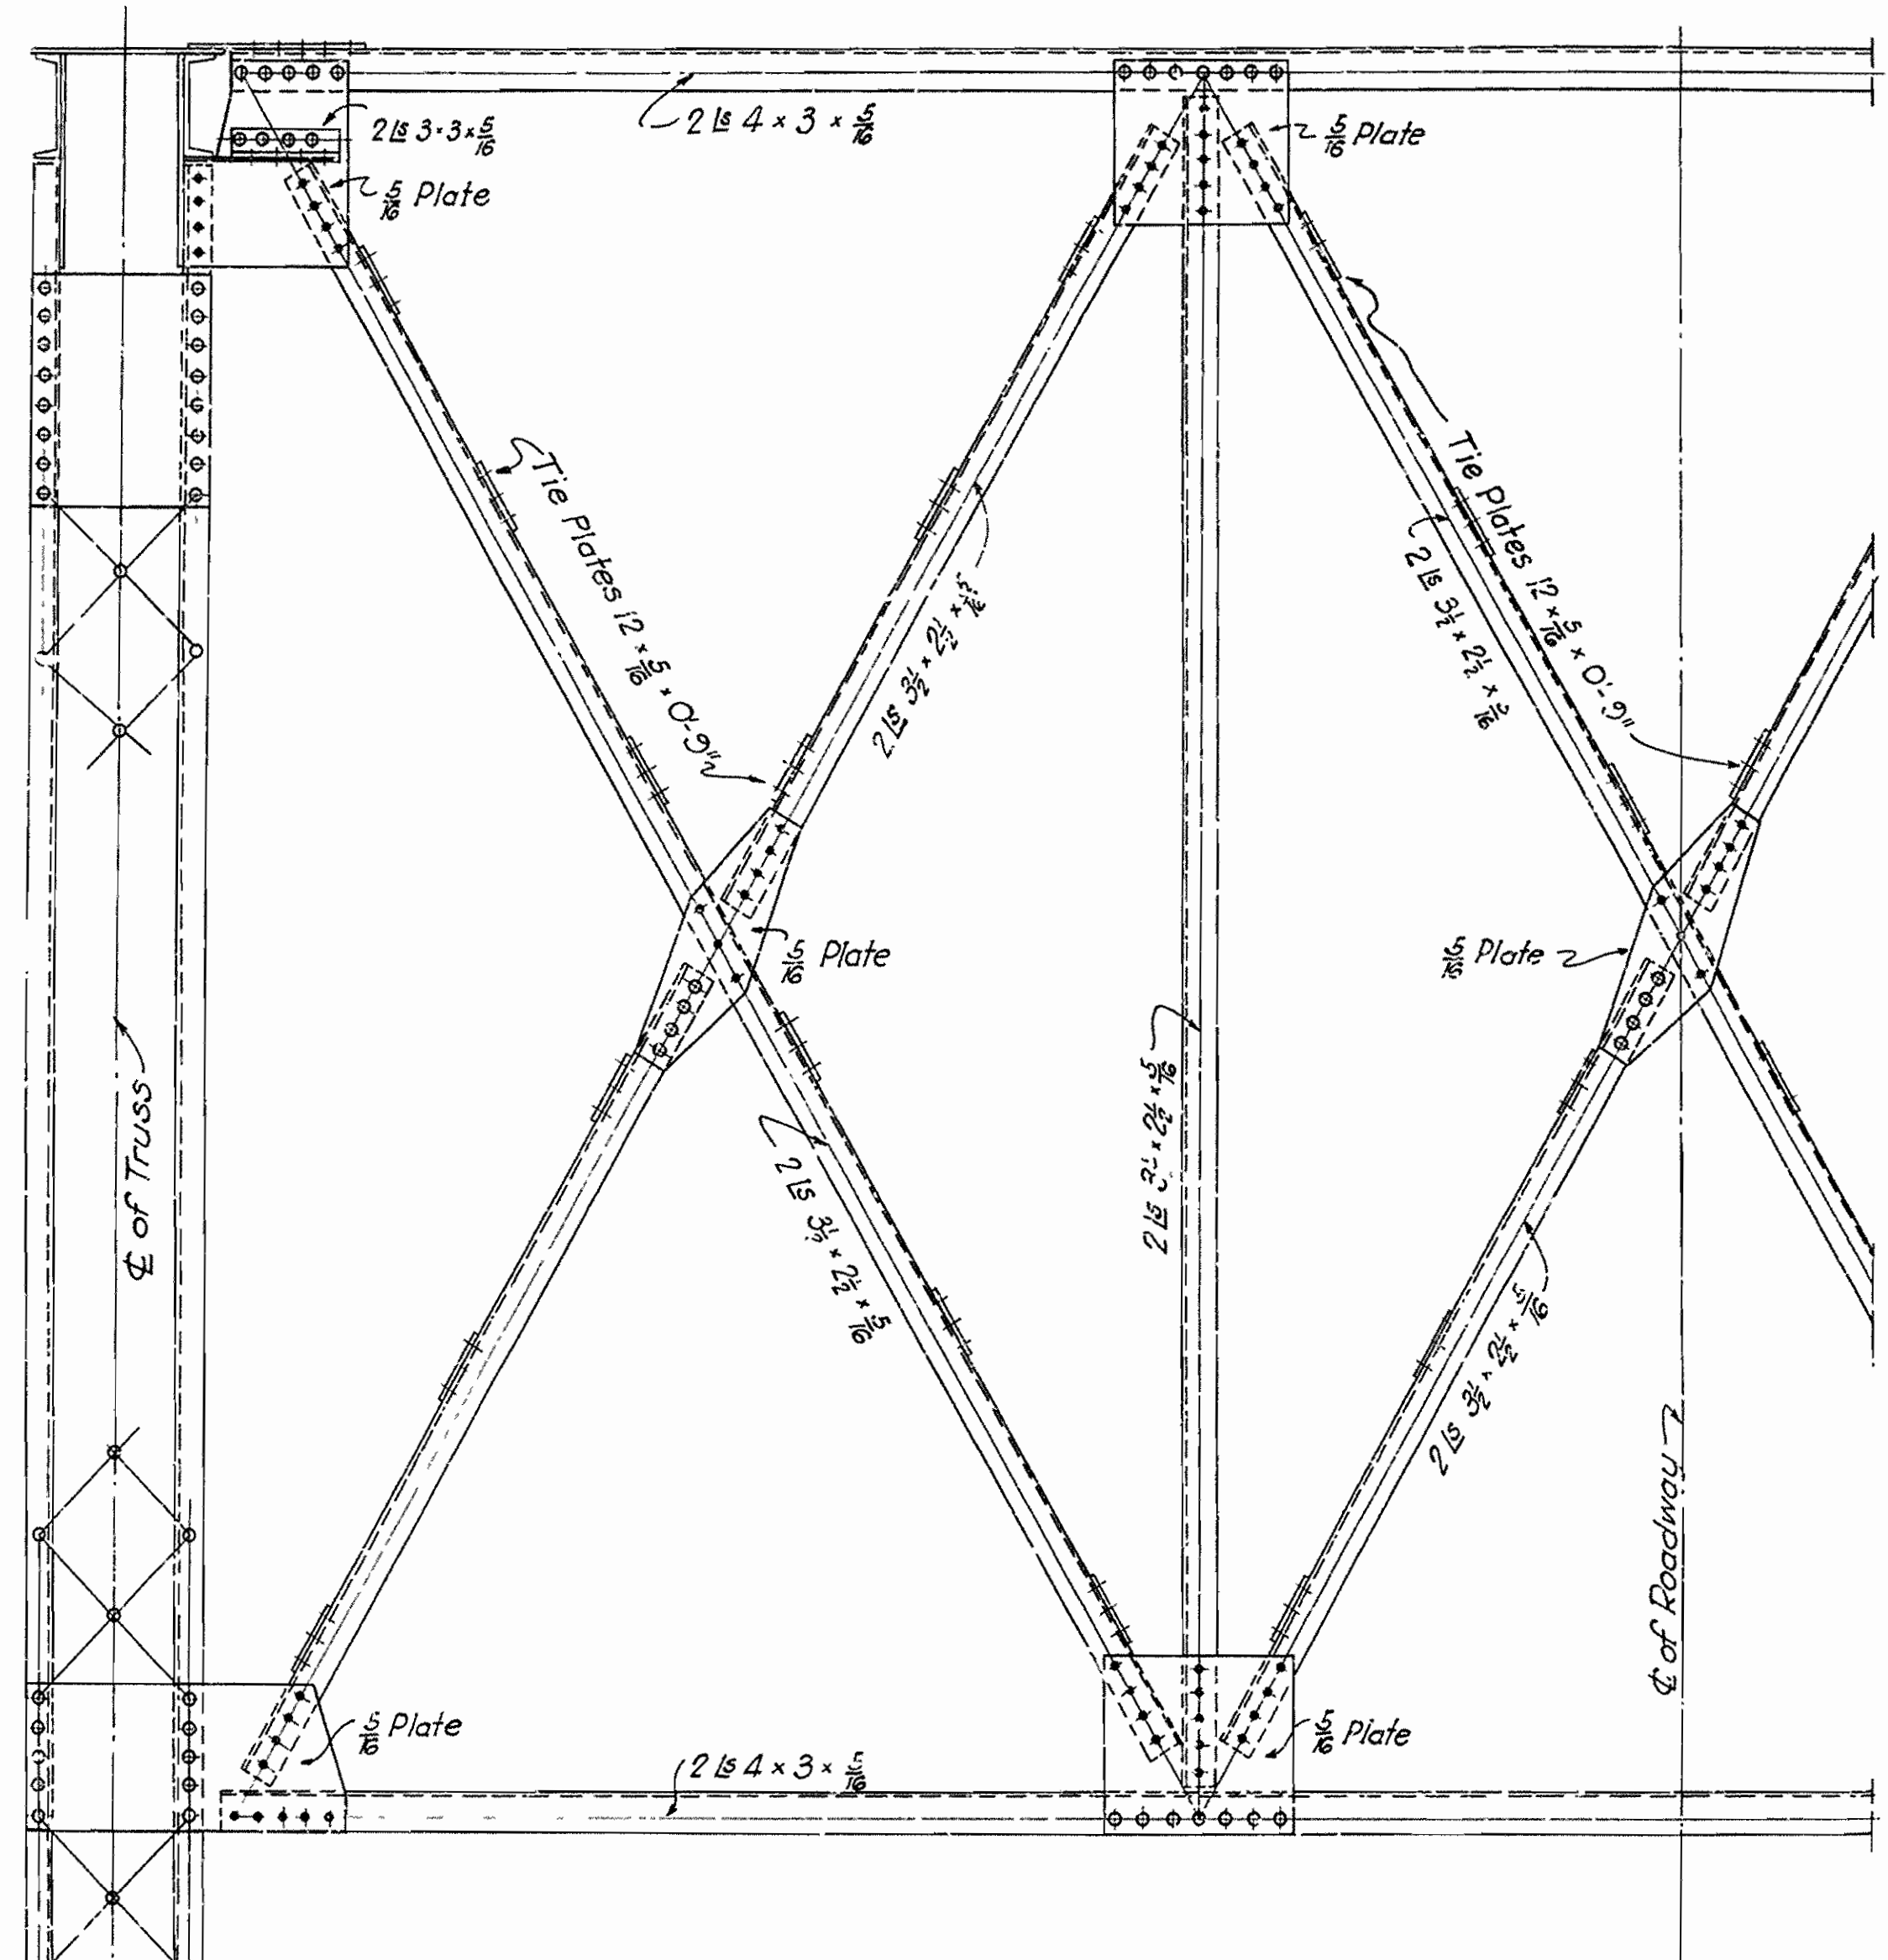 2 Ls 4 × 3 × 5/16
2 Ls 3 × 3 × 5/16
5/16 Plate
5/16 Plate
Tie Plates 12 × 5/16 × 0'-9"
Tie Plates 12 × 5/16 × 0'-9"
2 Ls 3½ × 2½ × 5/16
2 Ls 3½ × 2½ × 5/16
5/16 Plate
5/16 Plate
℄ of Truss
2 Ls 3½ × 2½ × 5/16
2 Ls 3½ × 2½ × 5/16
2 Ls 3½ × 2½ × 5/16
℄ of Roadway
5/16 Plate
5/16 Plate
2 Ls 4 × 3 × 5/16